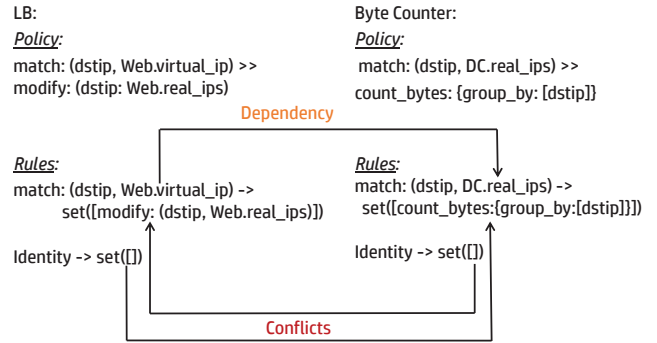 LB:
Policy:
match: (dstip, Web.virtual_ip) >>
modify: (dstip: Web.real_ips)
Byte Counter:
Policy:
match: (dstip, DC.real_ips) >>
count_bytes: {group_by: [dstip]}
Dependency
Rules:
match: (dstip, Web.virtual_ip) ->
set([modify: (dstip, Web.real_ips)])
Identity -> set([])
Rules:
match: (dstip, DC.real_ips) ->
set([count_bytes:{group_by:[dstip]}])
Identity -> set([])
Conflicts